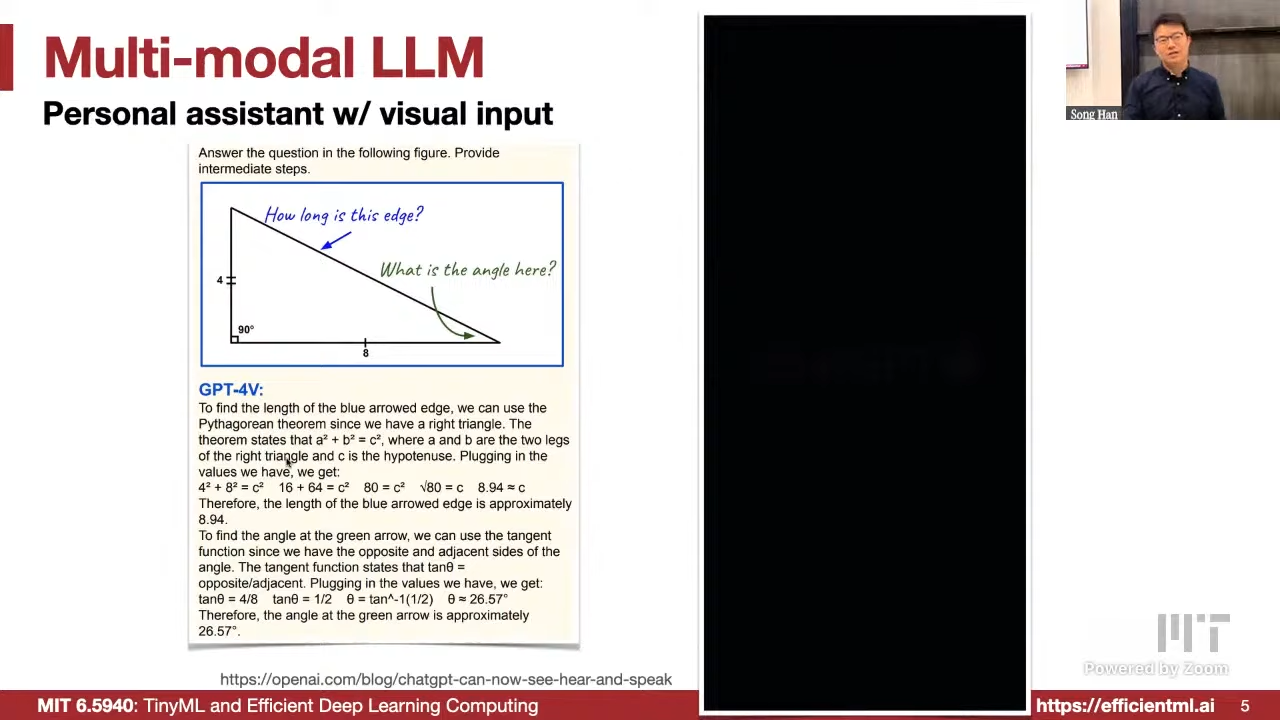 Multi-modal LLM
Personal assistant w/ visual input
Song Han
Answer the question in the following figure. Provide
intermediate steps.
How long is this edge?
What is the angle here?
4
90°
8
GPT-4V:
To find the length of the blue arrowed edge, we can use the
Pythagorean theorem since we have a right triangle. The
theorem states that a² + b² = c², where a and b are the two legs
of the right triangle and c is the hypotenuse. Plugging in the
values we have, we get:
4² + 8² = c² 16 + 64 = c² 80 = c² √80 = c 8.94 ≈ c
Therefore, the length of the blue arrowed edge is approximately
8.94.
To find the angle at the green arrow, we can use the tangent
function since we have the opposite and adjacent sides of the
angle. The tangent function states that tanθ =
opposite/adjacent. Plugging in the values we have, we get:
tanθ = 4/8 tanθ = 1/2 θ = tan^-1(1/2) θ ≈ 26.57°
Therefore, the angle at the green arrow is approximately
26.57°.
https://openai.com/blog/chatgpt-can-now-see-hear-and-speak
MIT
Powered by Zoom
MIT 6.5940: TinyML and Efficient Deep Learning Computing
https://efficientml.ai
5